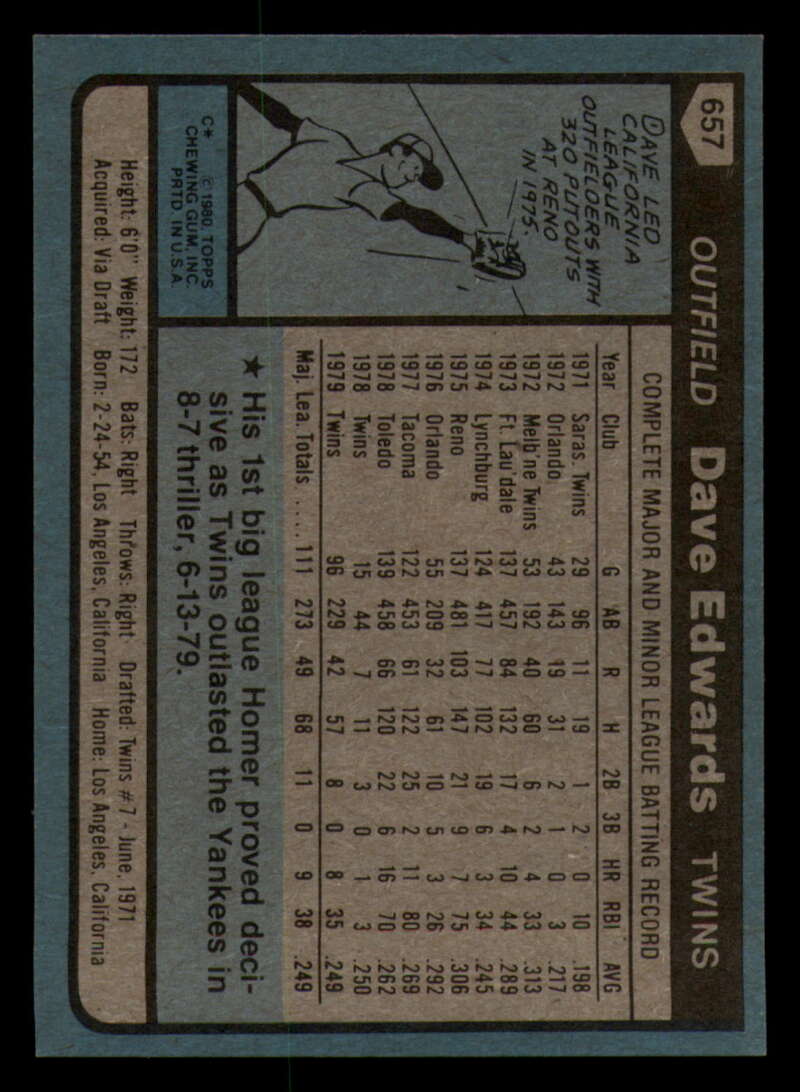 657 OUTFIELD Dave Edwards TWINS
DAVE LED
CALIFORNIA
LEAGUE
OUTFIELDERS WITH
320 PUTOUTS
AT RENO
IN 1975.
C* © 1980 TOPPS
CHEWING GUM, INC.
PRTD. IN U.S.A.
COMPLETE MAJOR AND MINOR LEAGUE BATTING RECORD
Year Club G AB R H 2B 3B HR RBI AVG
1971 Saras. Twins 29 96 11 19 1 2 0 10 .198
1972 Orlando 43 143 19 31 2 1 0 3 .217
1972 Melb'ne Twins 53 192 40 60 6 2 4 33 .313
1973 Ft. Lau'dale 137 457 84 132 17 4 10 44 .289
1974 Lynchburg 124 417 77 102 19 6 3 34 .245
1975 Reno 137 481 103 147 21 9 7 75 .306
1976 Orlando 55 209 32 61 10 5 3 26 .292
1977 Tacoma 122 453 61 122 25 2 11 80 .269
1978 Toledo 139 458 66 120 22 6 16 70 .262
1978 Twins 15 44 7 11 3 0 1 3 .250
1979 Twins 96 229 42 57 8 0 8 35 .249
Maj. Lea. Totals .... 111 273 49 68 11 0 9 38 .249
★ His 1st big league Homer proved deci-
sive as Twins outlasted the Yankees in
8-7 thriller, 6-13-79.
Height: 6'0" Weight: 172 Bats: Right Throws: Right Drafted: Twins #7 - June, 1971
Acquired: Via Draft Born: 2-24-54, Los Angeles, California Home: Los Angeles, California